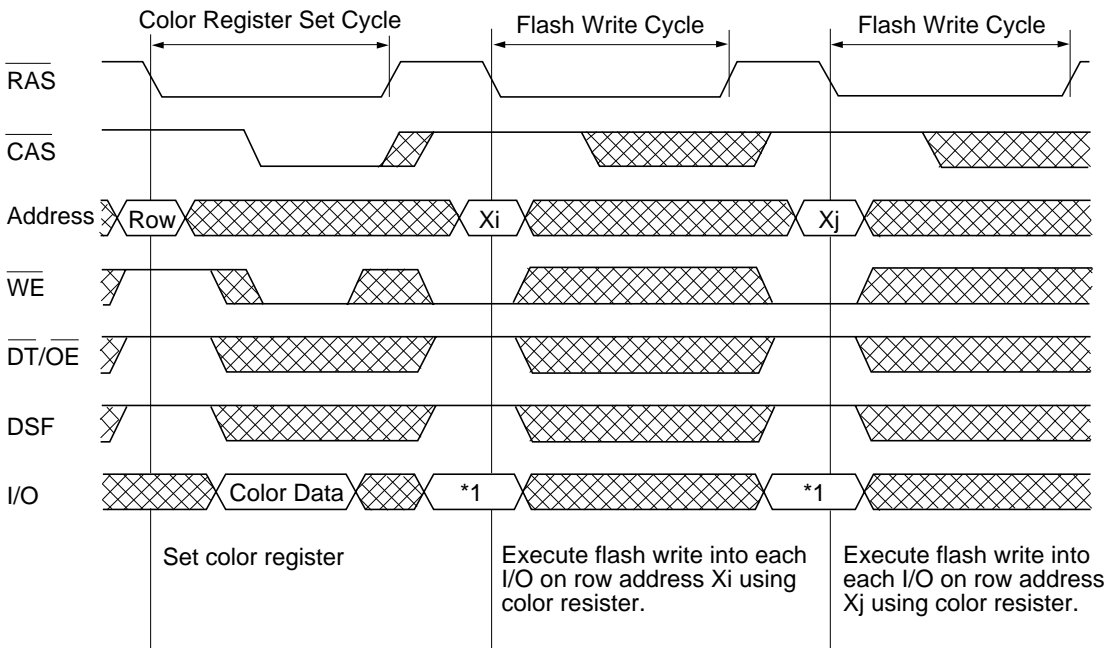 Color Register Set Cycle Flash Write Cycle Flash Write Cycle
RAS
CAS
Address Row Xi Xj
WE
DT/OE
DSF
I/O Color Data *1 *1
Set color register
Execute flash write into each
I/O on row address Xi using
color resister.
Execute flash write into
each I/O on row address
Xj using color resister.